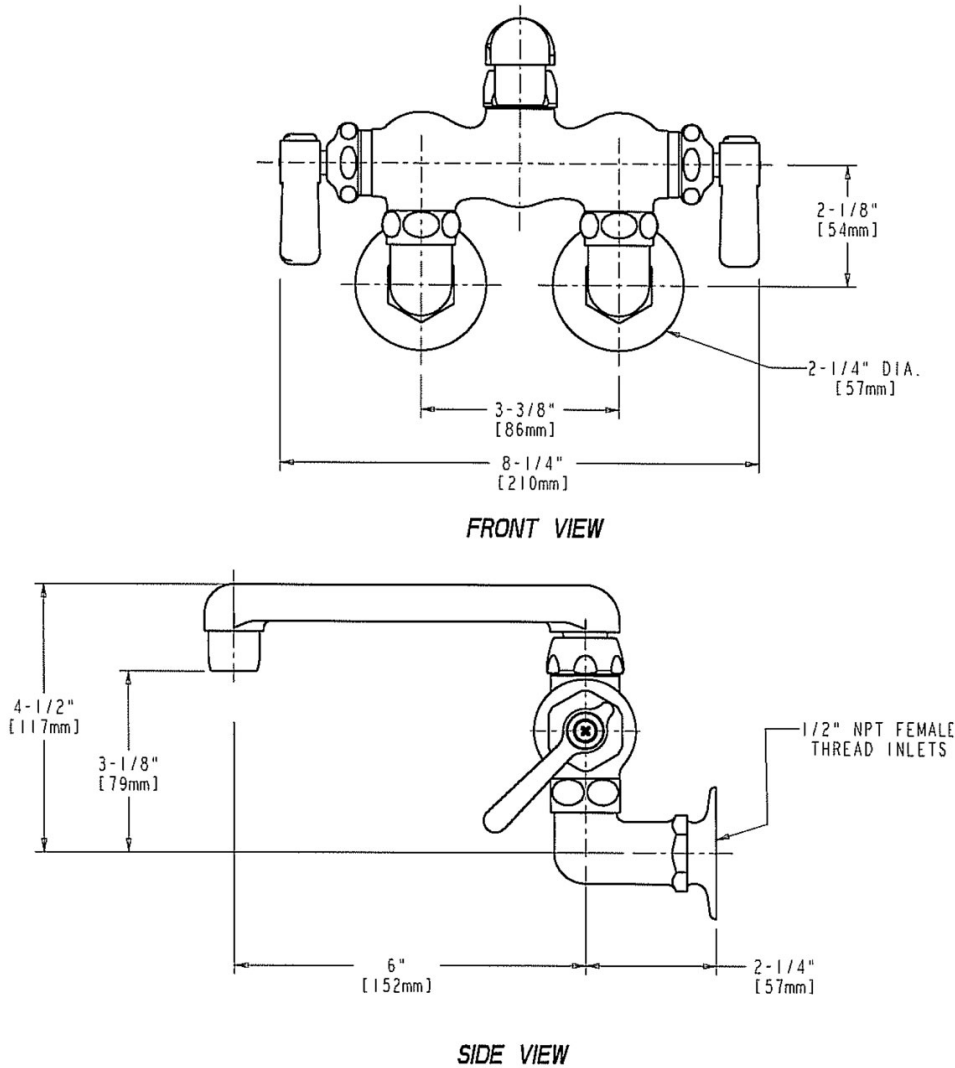 2-1/8"
[54mm]
2-1/4" DIA.
[57mm]
3-3/8"
[86mm]
8-1/4"
[210mm]
FRONT VIEW
4-1/2"
[117mm]
3-1/8"
[79mm]
1/2" NPT FEMALE
THREAD INLETS
6"
[152mm]
2-1/4"
[57mm]
SIDE VIEW